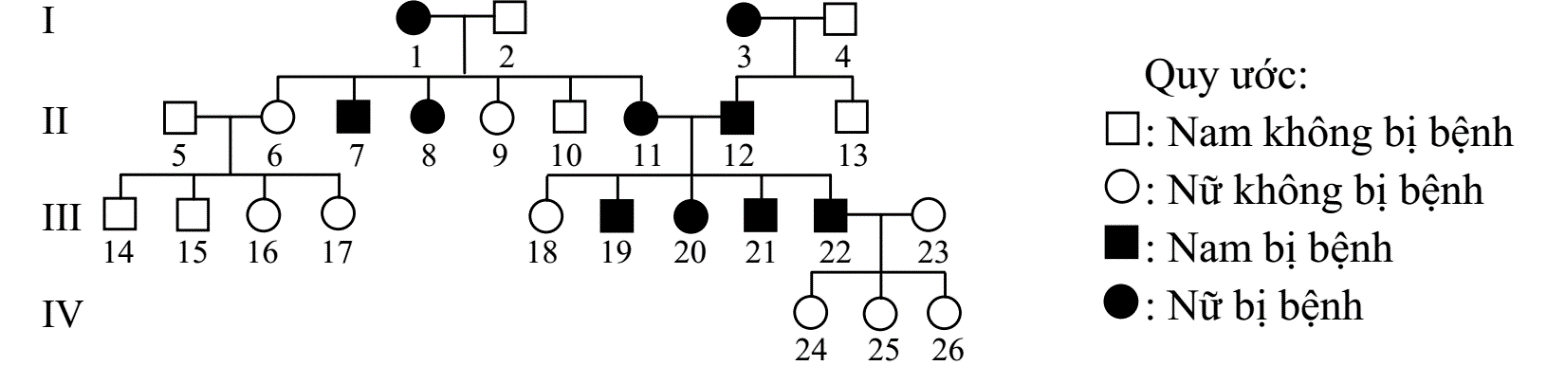 I
1 2 3 4
II
5 6 7 8 9 10 11 12 13
III
14 15 16 17 18 19 20 21 22 23
IV
24 25 26
Quy ước:
: Nam không bị bệnh
: Nữ không bị bệnh
: Nam bị bệnh
: Nữ bị bệnh